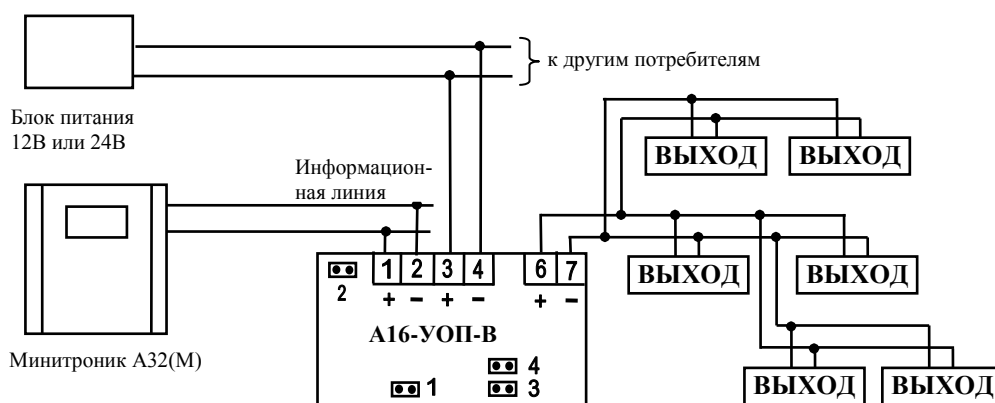 к другим потребителям
Блок питания
12В или 24В
ВЫХОД ВЫХОД
Информацион-
ная линия
1 2 3 4 6 7
2
+ − + − + −
ВЫХОД ВЫХОД
А16-УОП-В
Минитроник А32(М)
4
1 3
ВЫХОД ВЫХОД